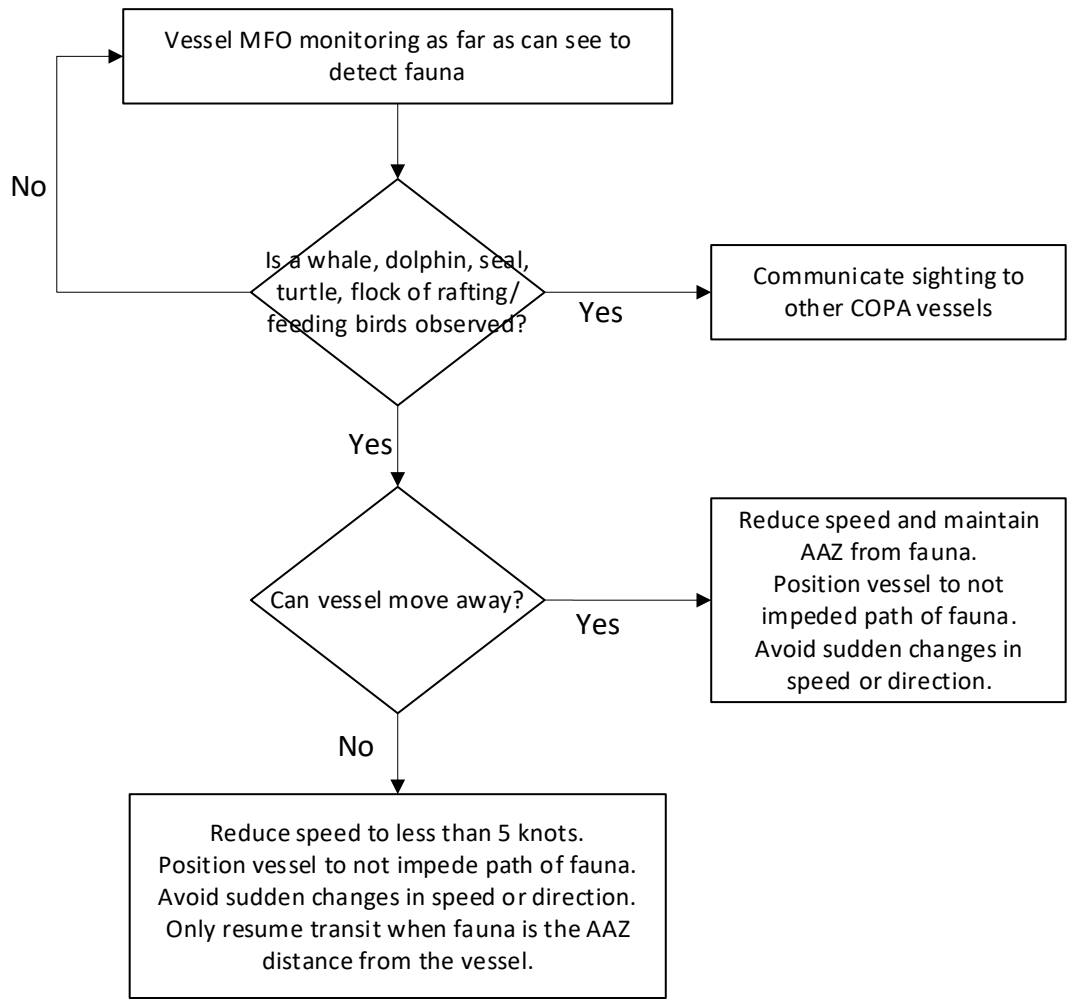 Vessel MFO monitoring as far as can see to
detect fauna
No
Is a whale, dolphin, seal,
turtle, flock of rafting/
feeding birds observed?
Yes
Communicate sighting to
other COPA vessels
Yes
Can vessel move away?
Yes
Reduce speed and maintain
AAZ from fauna.
Position vessel to not
impeded path of fauna.
Avoid sudden changes in
speed or direction.
No
Reduce speed to less than 5 knots.
Position vessel to not impede path of fauna.
Avoid sudden changes in speed or direction.
Only resume transit when fauna is the AAZ
distance from the vessel.